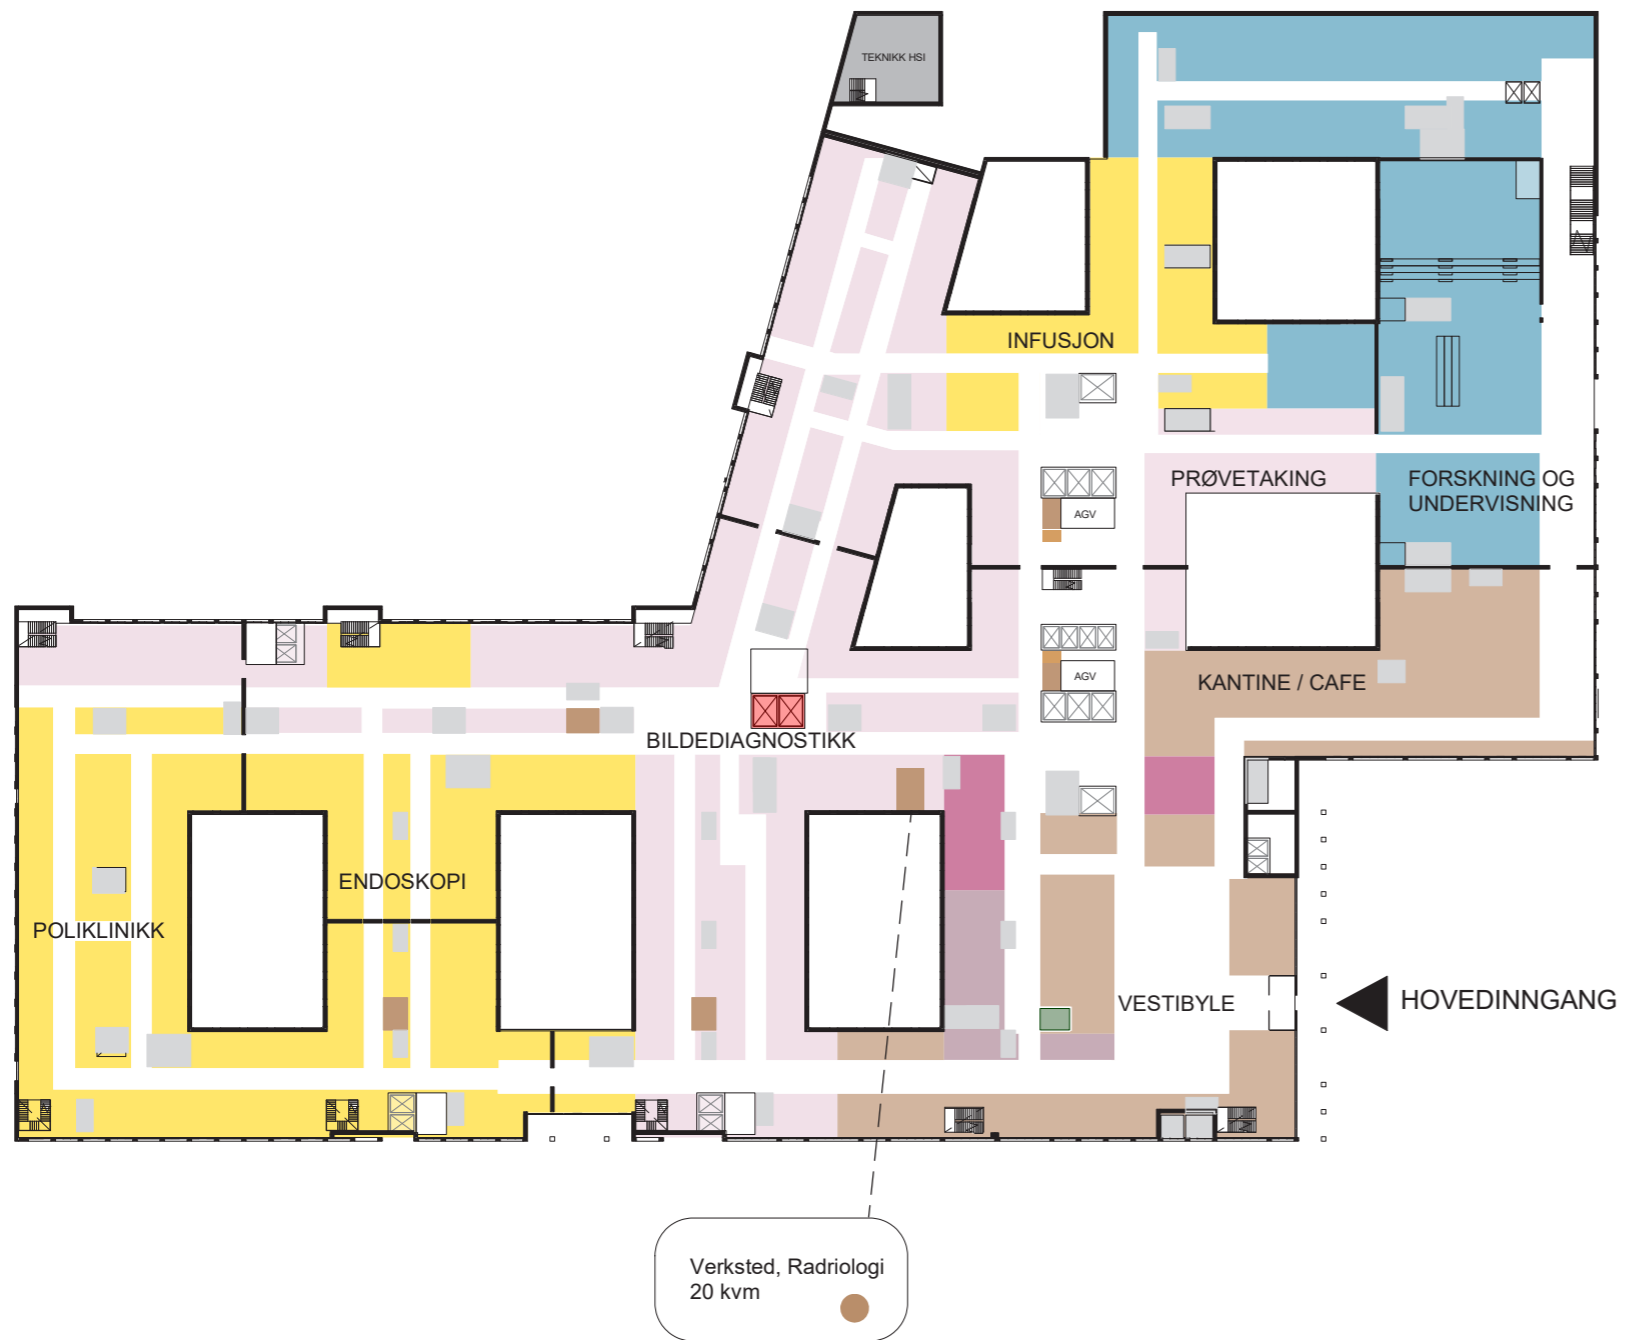 TEKNIKK HSI
INFUSJON
PRØVETAKING
FORSKNING OG
UNDERVISNING
AGV
KANTINE / CAFE
AGV
BILDEDIAGNOSTIKK
ENDOSKOPI
POLIKLINIKK
VESTIBYLE
HOVEDINNGANG
Verksted, Radriologi
20 kvm